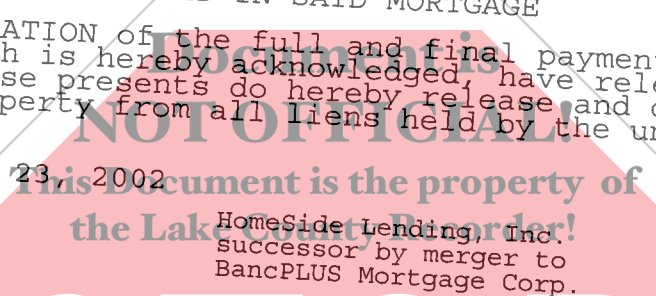 IN SAID MORTGAGE
ATION of the full and final payment
h is hereby acknowledged, have rele
se presents do hereby release and
perty from all liens held by the un
Document is
NOT OFFICIAL!
23, 2002
This Document is the property of
the Lake County Recorder!
HomeSide Lending, Inc.
successor by merger to
BancPLUS Mortgage Corp.